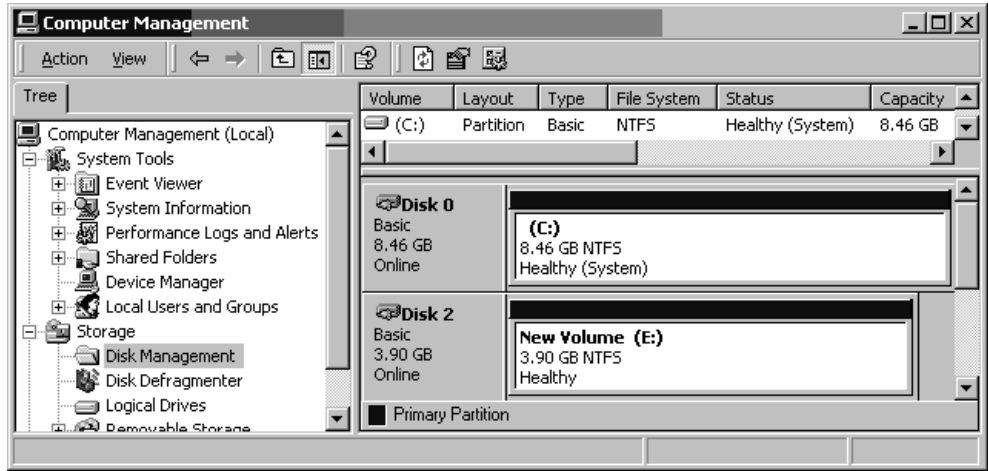 Computer Management
Action View
Tree
Computer Management (Local)
System Tools
Event Viewer
System Information
Performance Logs and Alerts
Shared Folders
Device Manager
Local Users and Groups
Storage
Disk Management
Disk Defragmenter
Logical Drives
Removable Storage
Volume Layout Type File System Status Capacity
(C:) Partition Basic NTFS Healthy (System) 8.46 GB
Disk 0
Basic
8.46 GB
Online
(C:)
8.46 GB NTFS
Healthy (System)
Disk 2
Basic
3.90 GB
Online
New Volume (E:)
3.90 GB NTFS
Healthy
Primary Partition